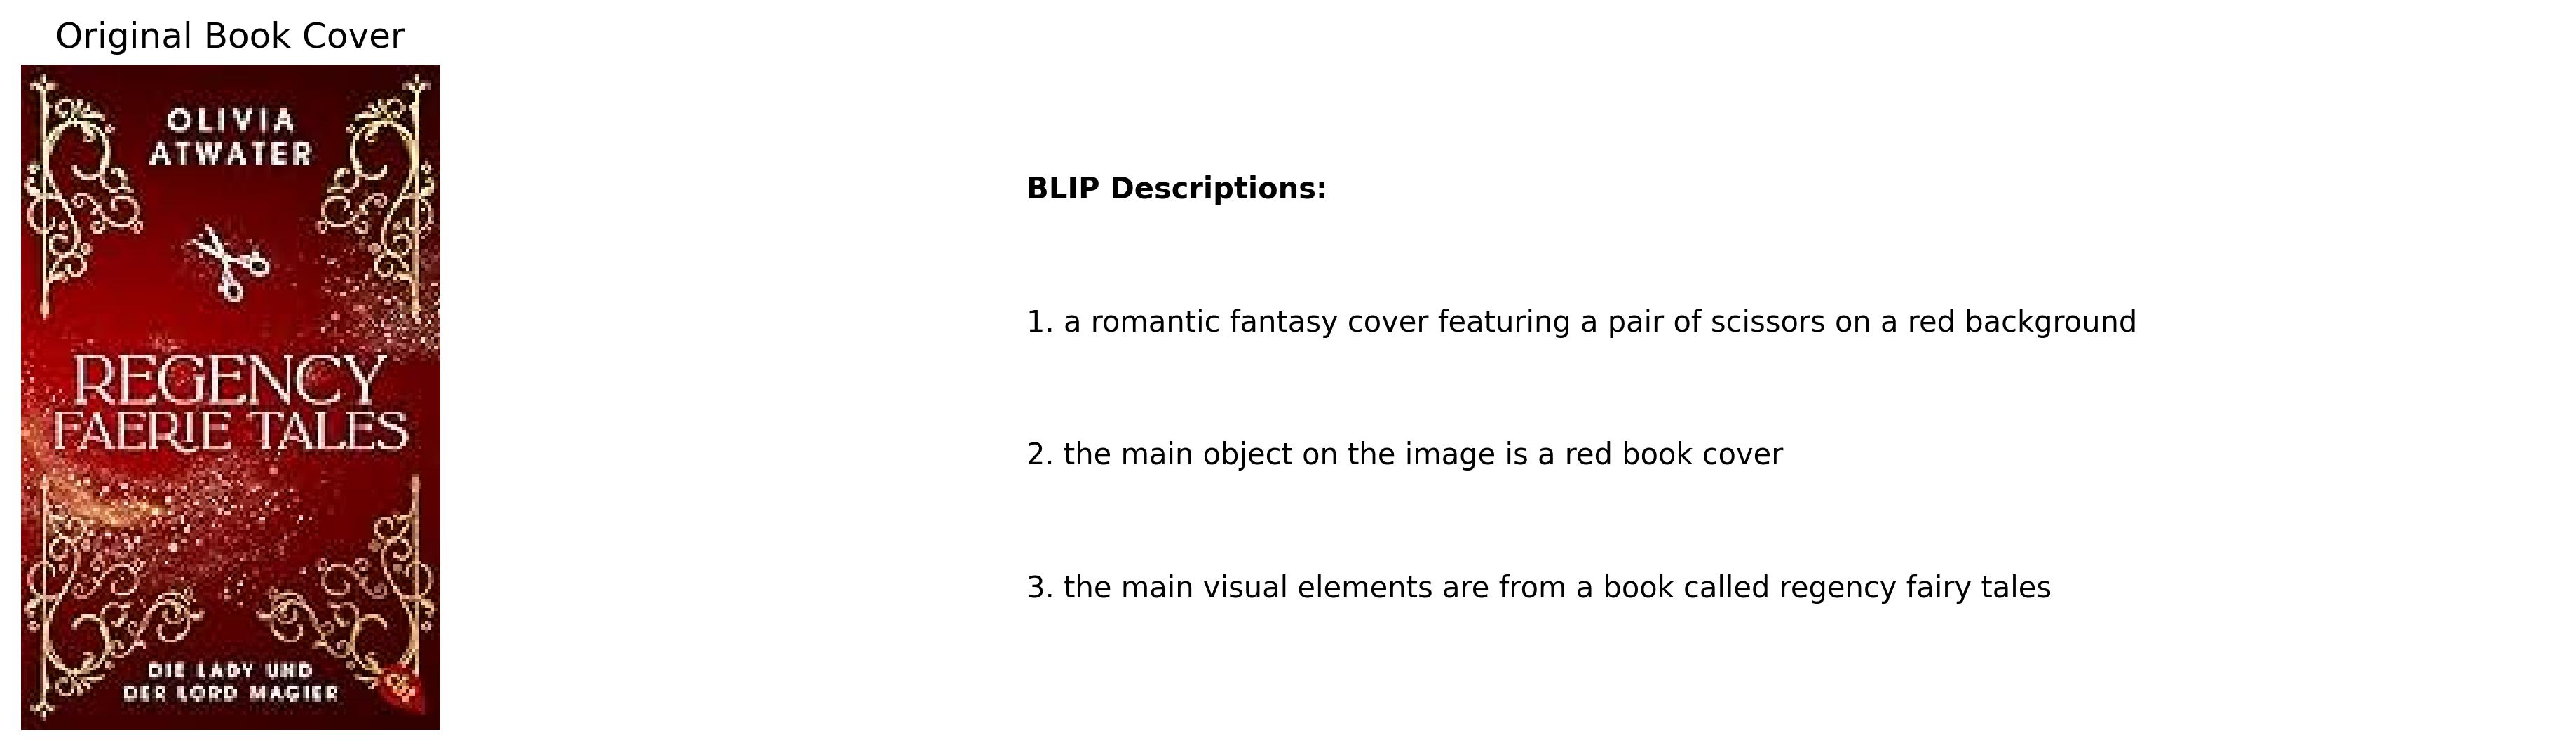 Original Book Cover
OLIVIA
ATWATER
REGENCY
FAERIE TALES
DIE LADY UND
DER LORD MAGIER
BLIP Descriptions:
1. a romantic fantasy cover featuring a pair of scissors on a red background
2. the main object on the image is a red book cover
3. the main visual elements are from a book called regency fairy tales